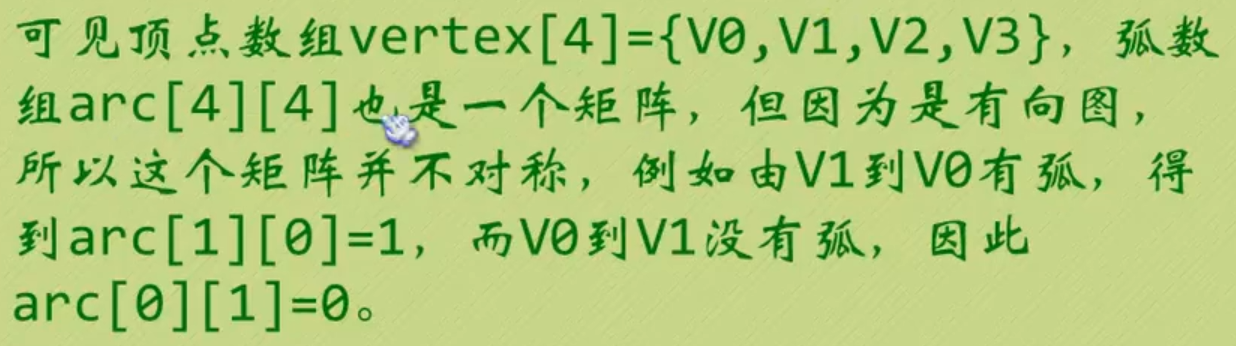 可见顶点数组vertex[4]={V0,V1,V2,V3}，弧数
组arc[4][4]也是一个矩阵，但因为是有向图，
所以这个矩阵并不对称，例如由V1到V0有弧，得
到arc[1][0]=1，而V0到V1没有弧，因此
arc[0][1]=0。